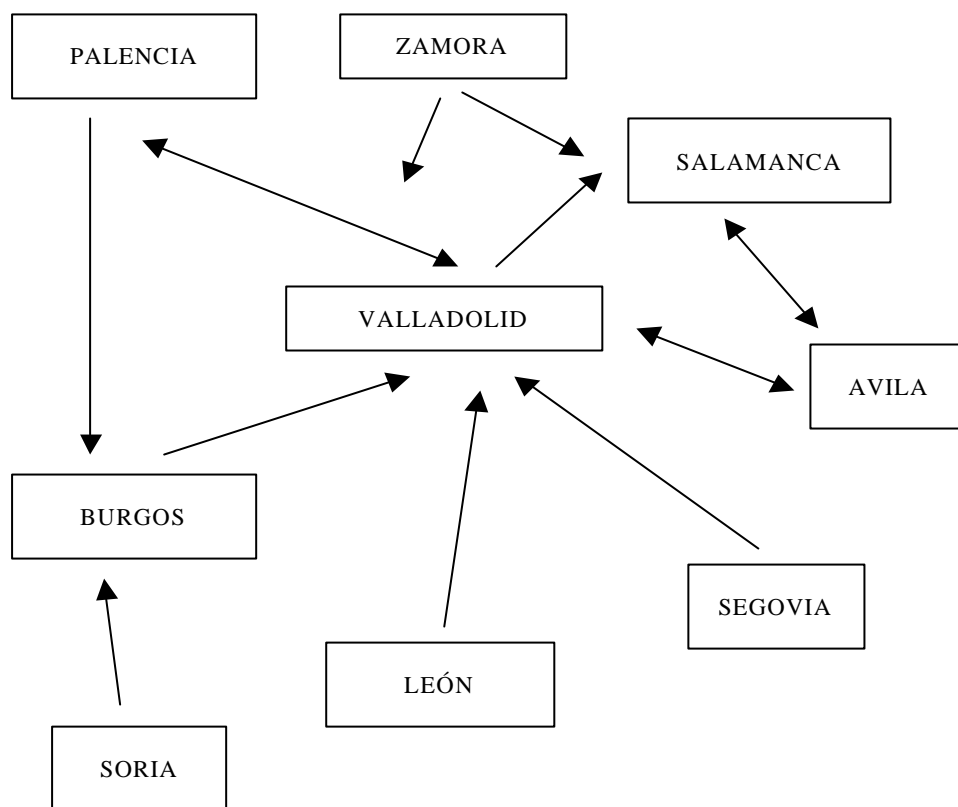 PALENCIA
ZAMORA
SALAMANCA
VALLADOLID
AVILA
BURGOS
SEGOVIA
LEÓN
SORIA